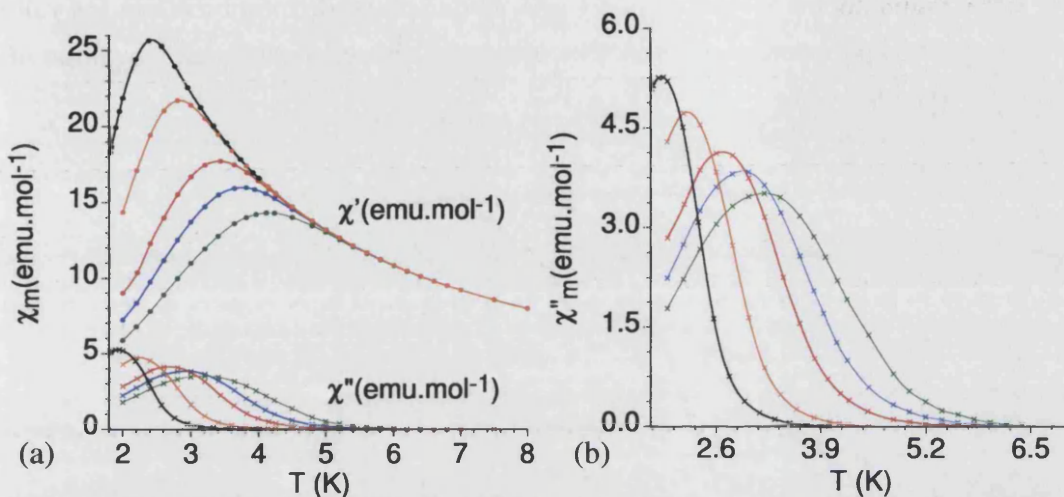 25
20
15
10
5
0
χm(emu.mol-1)
χ'(emu.mol-1)
χ"(emu.mol-1)
2 3 4 5 6 7 8
T (K)
(a)
6.0
4.5
3.0
1.5
0.0
χ"m(emu.mol-1)
2.6 3.9 5.2 6.5
T (K)
(b)